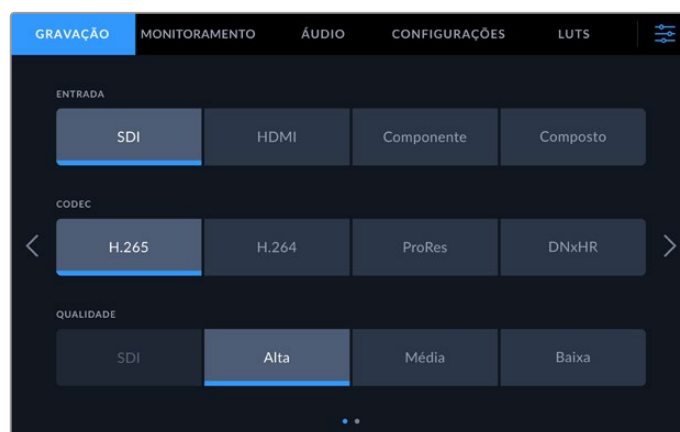 GRAVAÇÃO MONITORAMENTO ÁUDIO CONFIGURAÇÕES LUTS
ENTRADA
SDI HDMI Componente Composto
CODEC
H.265 H.264 ProRes DNxHR
QUALIDADE
SDI Alta Média Baixa